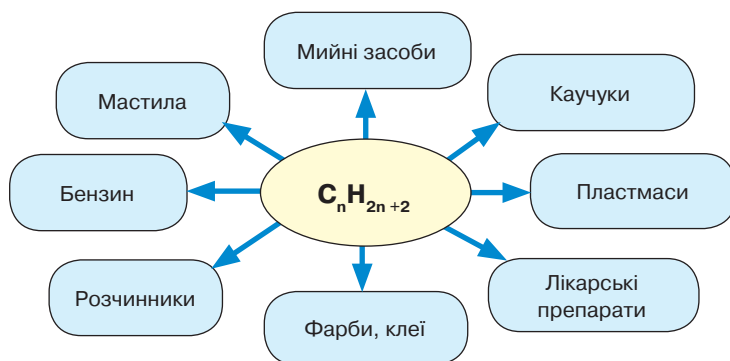 Мийні засоби
Мастила
Каучуки
Бензин
CₙH₂ₙ₊₂
Пластмаси
Розчинники
Фарби, клеї
Лікарські
препарати